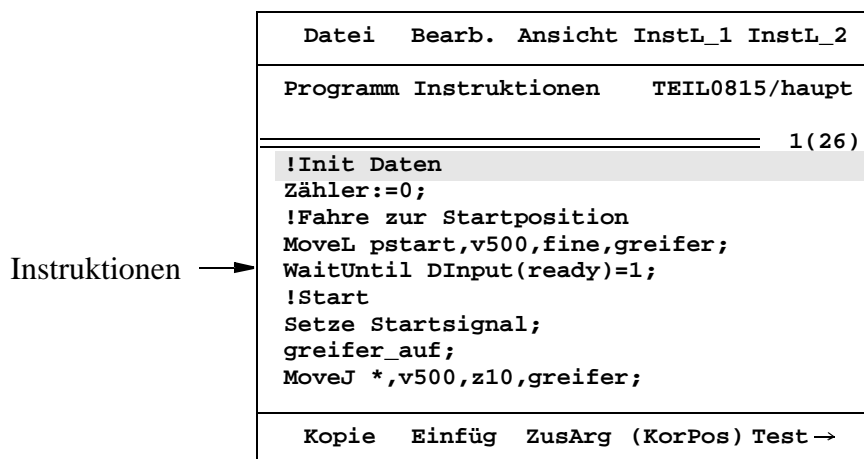 Datei Bearb. Ansicht InstL_1 InstL_2
Programm Instruktionen TEIL0815/haupt
1(26)
!Init Daten
Zähler:=0;
!Fahre zur Startposition
MoveL pstart,v500,fine,greifer;
Instruktionen
WaitUntil DInput(ready)=1;
!Start
Setze Startsignal;
greifer_auf;
MoveJ *,v500,z10,greifer;
Kopie Einfüg ZusArg (KorPos) Test→